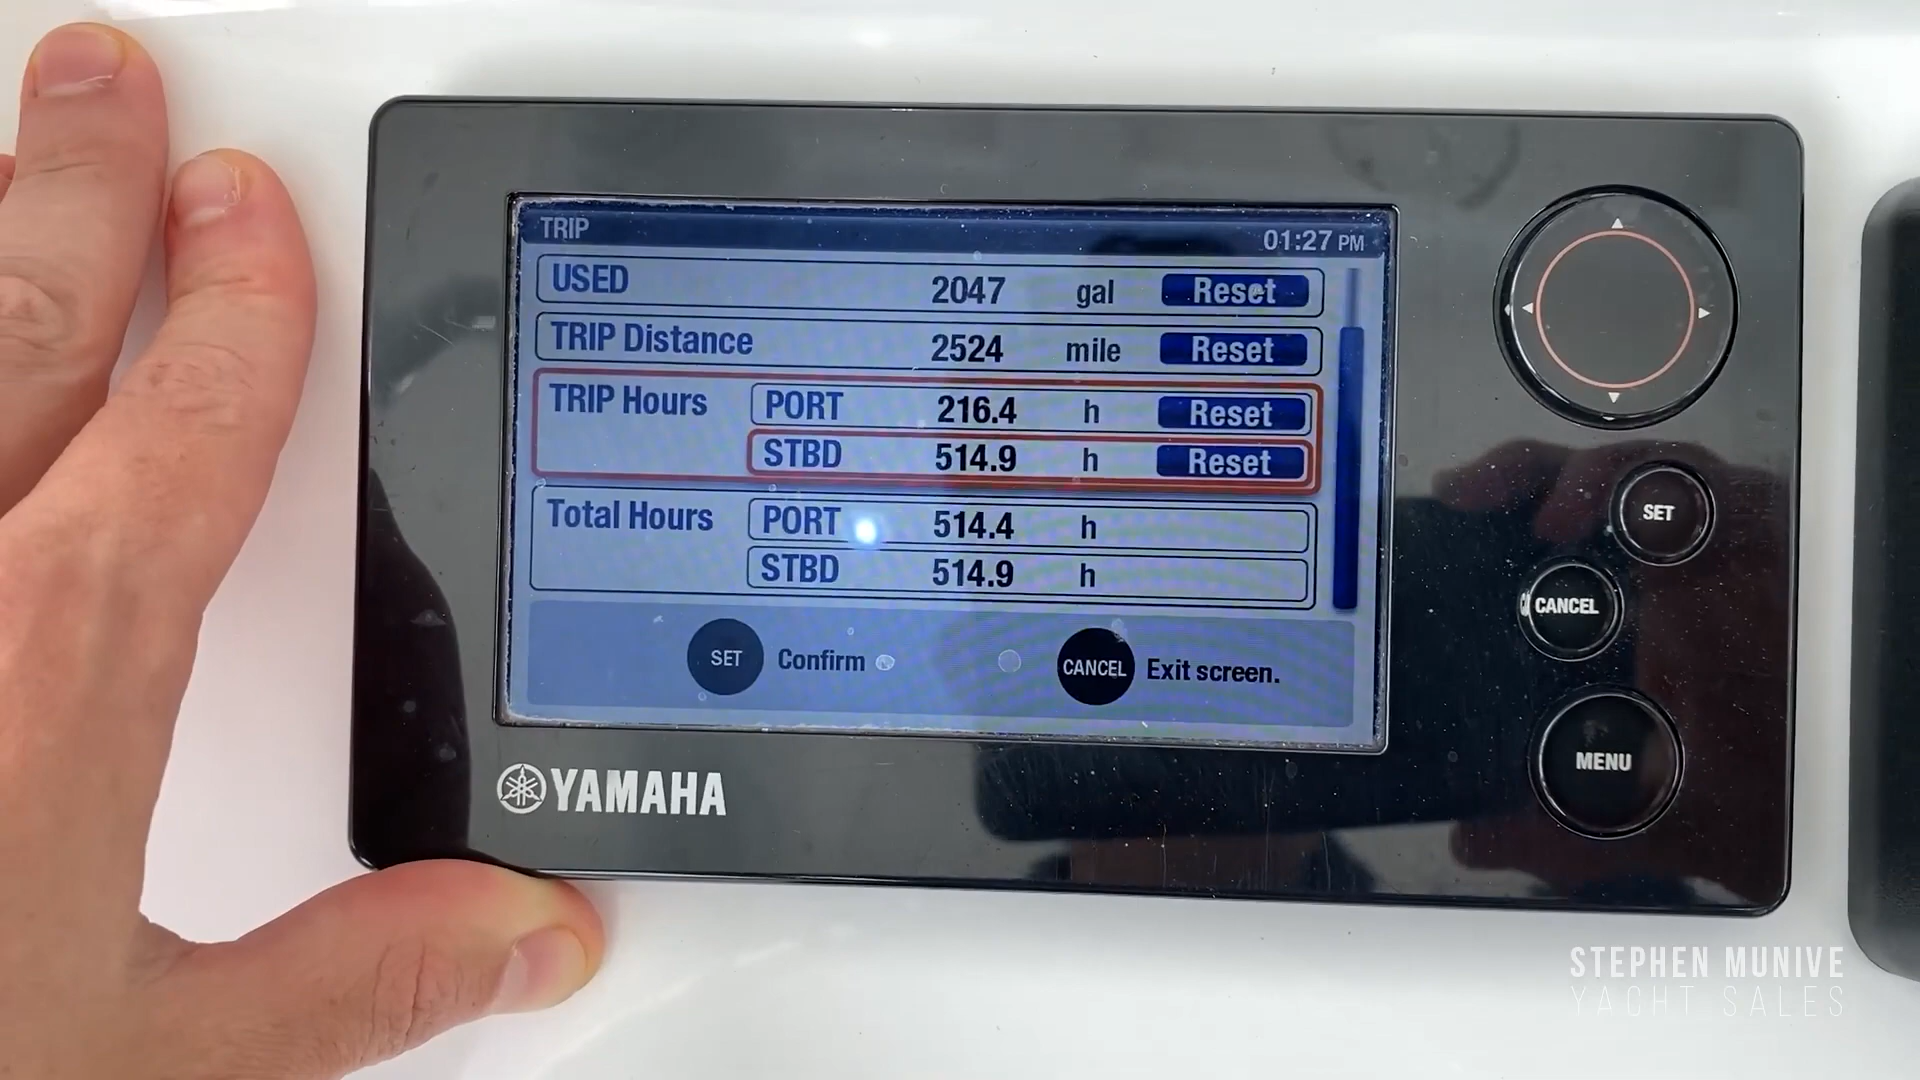 TRIP 01:27 PM
USED 2047 gal Reset
TRIP Distance 2524 mile Reset
TRIP Hours PORT 216.4 h Reset
STBD 514.9 h Reset
Total Hours PORT 514.4 h
STBD 514.9 h
SET Confirm CANCEL Exit screen.
SET
CANCEL
MENU
YAMAHA
STEPHEN MUNIVE
YACHT SALES